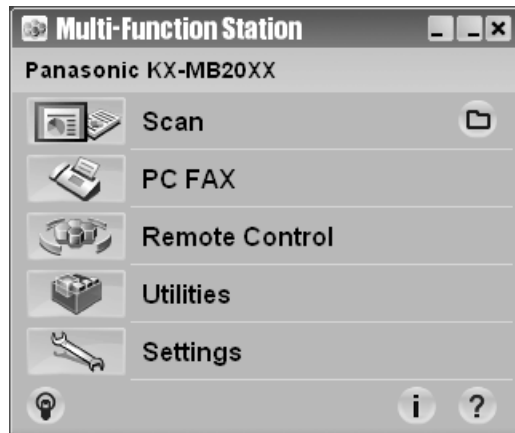 Multi-Function Station
Panasonic KX-MB20XX
Scan
PC FAX
Remote Control
Utilities
Settings
i ?